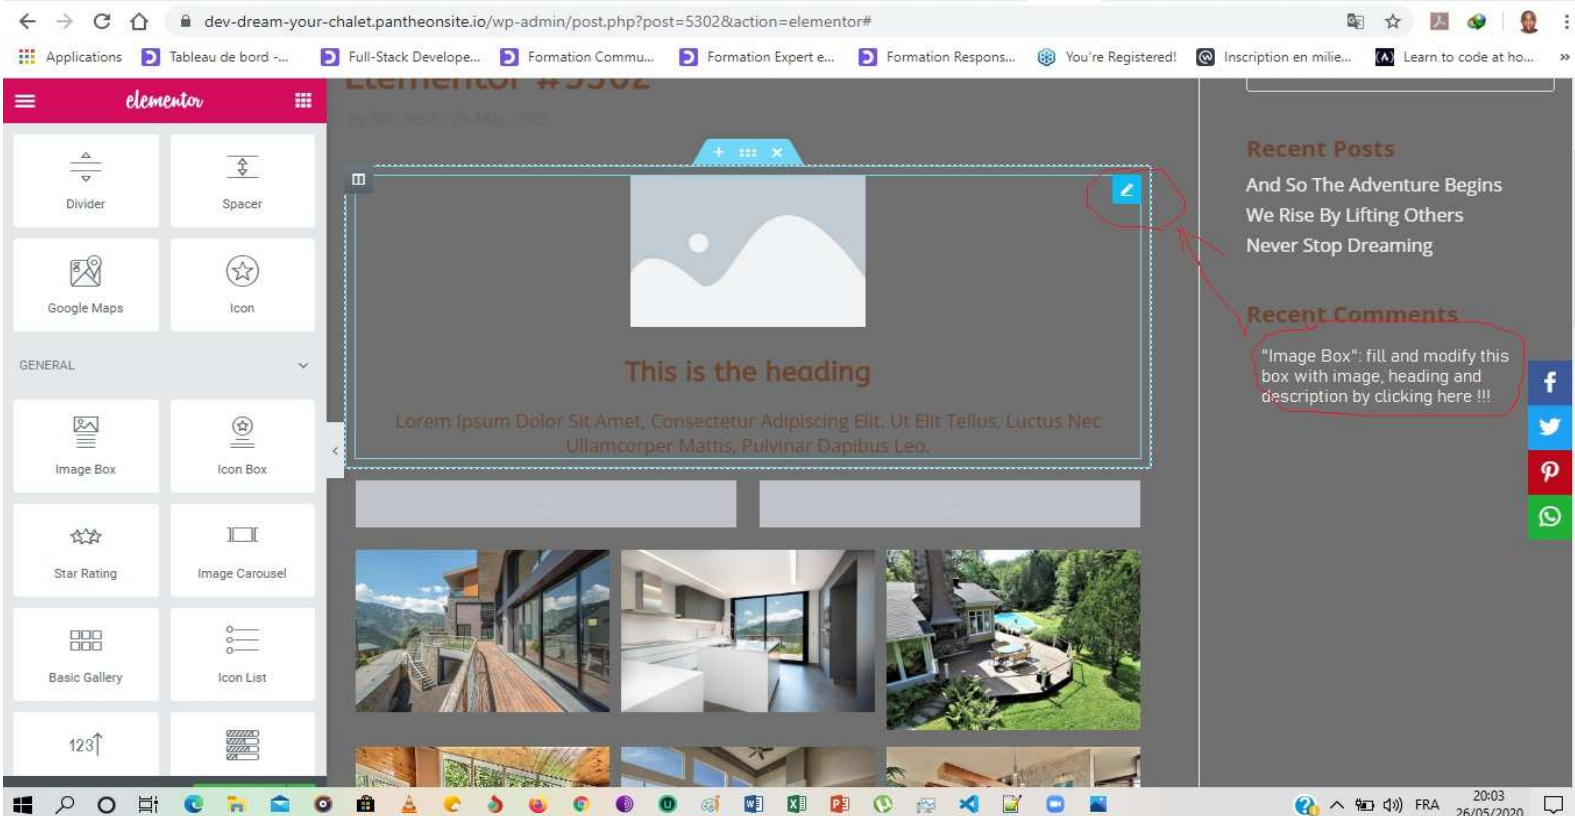 dev-dream-your-chalet.pantheonsite.io/wp-admin/post.php?post=5302&action=elementor#
Applications Tableau de bord -... Full-Stack Develope... Formation Commu... Formation Expert e... Formation Respons... You're Registered! Inscription en milie... Learn to code at ho... »
elementor
Divider
Spacer
Google Maps
Icon
GENERAL
Image Box
Icon Box
Star Rating
Image Carousel
Basic Gallery
Icon List
123
Elementor #5302
This is the heading
Lorem Ipsum Dolor Sit Amet, Consectetur Adipiscing Elit. Ut Elit Tellus, Luctus Nec
Ullamcorper Mattis, Pulvinar Dapibus Leo.
Recent Posts
And So The Adventure Begins
We Rise By Lifting Others
Never Stop Dreaming
Recent Comments
"Image Box": fill and modify this
box with image, heading and
description by clicking here !!!
FRA
20:03
26/05/2020